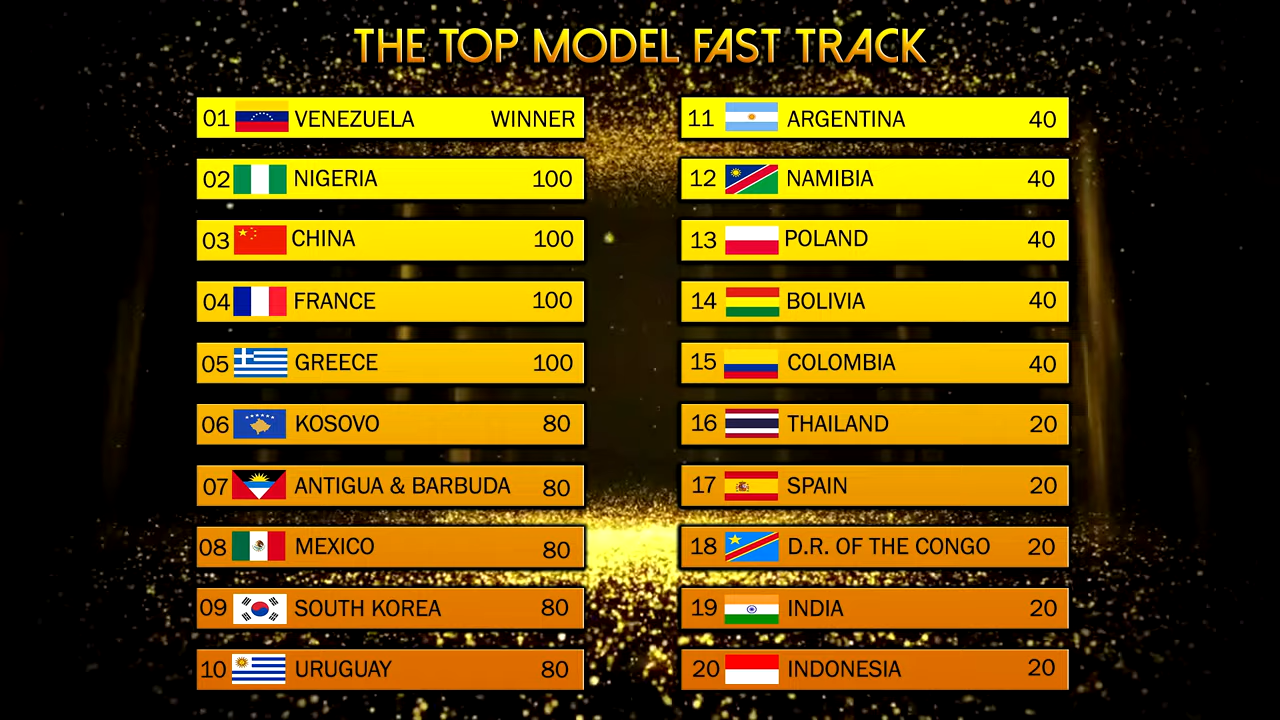 THE TOP MODEL FAST TRACK
01 VENEZUELA WINNER
02 NIGERIA 100
03 CHINA 100
04 FRANCE 100
05 GREECE 100
06 KOSOVO 80
07 ANTIGUA & BARBUDA 80
08 MEXICO 80
09 SOUTH KOREA 80
10 URUGUAY 80
11 ARGENTINA 40
12 NAMIBIA 40
13 POLAND 40
14 BOLIVIA 40
15 COLOMBIA 40
16 THAILAND 20
17 SPAIN 20
18 D.R. OF THE CONGO 20
19 INDIA 20
20 INDONESIA 20